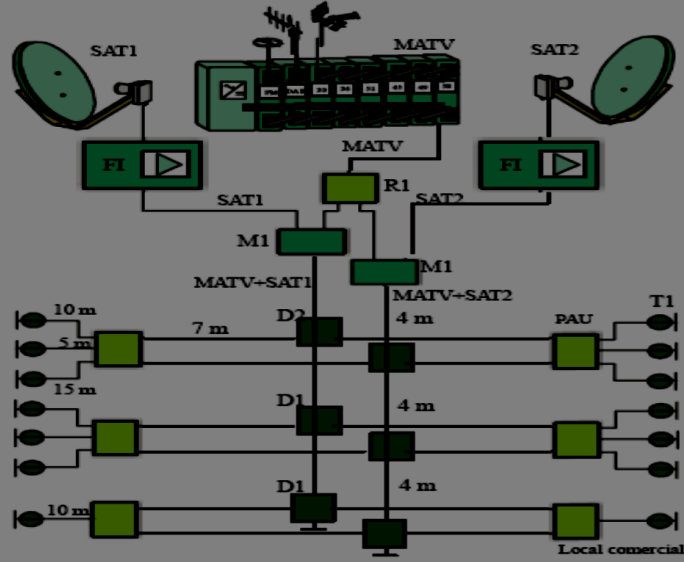 SAT1
MATV
SAT2
MATV
FI
FI
R1
SAT1
SAT2
M1
M1
MATV+SAT1
MATV+SAT2
10 m
D2
4 m
PAU
T1
7 m
5 m
15 m
D1
4 m
D1
4 m
10 m
Local comercial